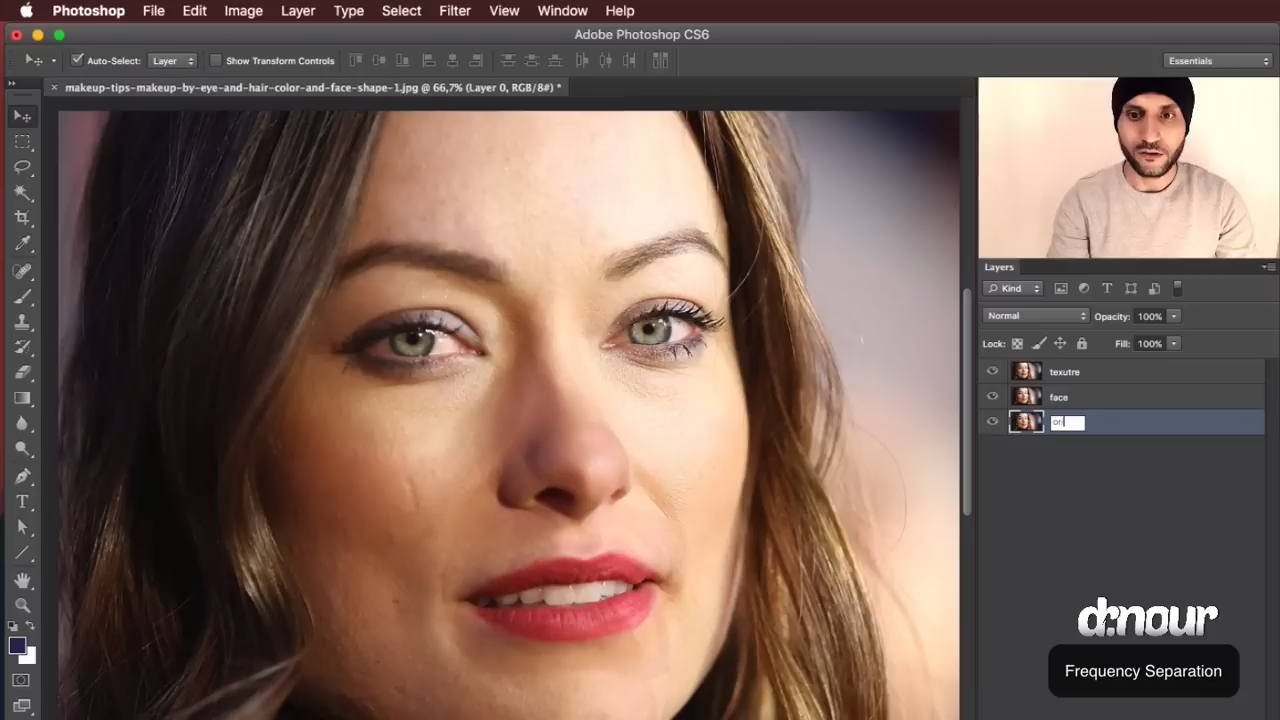 Photoshop File Edit Image Layer Type Select Filter View Window Help
Adobe Photoshop CS6
Auto-Select: Layer Show Transform Controls Essentials
makeup-tips-makeup-by-eye-and-hair-color-and-face-shape-1.jpg @ 66,7% (Layer 0, RGB/8#) *
Layers
Kind
Normal Opacity: 100%
Lock: Fill: 100%
texutre
face
ori
d:nour
Frequency Separation